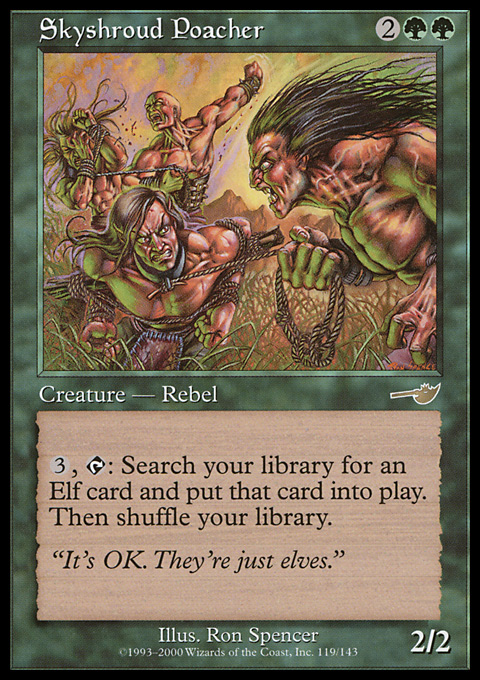 Skyshroud Poacher 2
Creature — Rebel
3, : Search your library for an
Elf card and put that card into play.
Then shuffle your library.
“It’s OK. They’re just elves.”
Illus. Ron Spencer
2/2
©1993–2000 Wizards of the Coast, Inc. 119/143